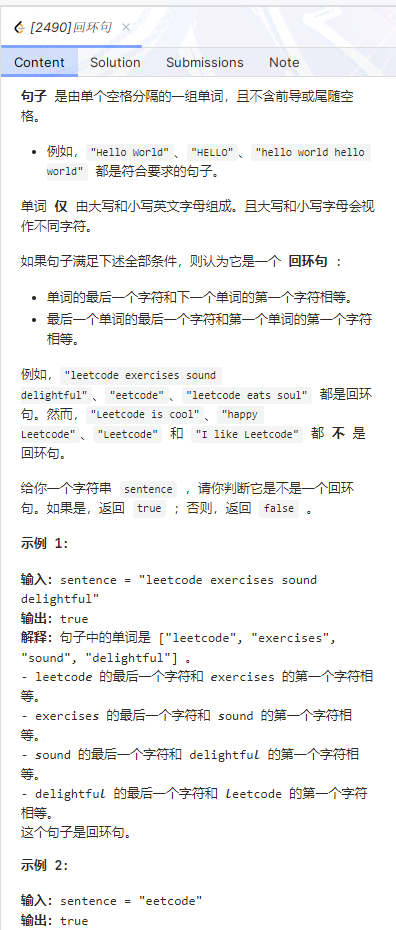 [2490]回环句 ×
Content Solution Submissions Note
句子 是由单个空格分隔的一组单词，且不含前导或尾随空
格。
• 例如，"Hello World"、"HELLO"、"hello world hello
world" 都是符合要求的句子。
单词 仅 由大写和小写英文字母组成。且大写和小写字母会视
作不同字符。
如果句子满足下述全部条件，则认为它是一个 回环句 ：
• 单词的最后一个字符和下一个单词的第一个字符相等。
• 最后一个单词的最后一个字符和第一个单词的第一个字符
相等。
例如，"leetcode exercises sound
delightful"、"eetcode"、"leetcode eats soul" 都是回环
句。然而，"Leetcode is cool"、"happy
Leetcode"、"Leetcode" 和 "I like Leetcode" 都 不 是
回环句。
给你一个字符串 sentence ，请你判断它是不是一个回环
句。如果是，返回 true ；否则，返回 false 。
示例 1：
输入：sentence = "leetcode exercises sound
delightful"
输出：true
解释：句子中的单词是 ["leetcode", "exercises",
"sound", "delightful"] 。
- leetcode 的最后一个字符和 exercises 的第一个字符相
等。
- exercises 的最后一个字符和 sound 的第一个字符相
等。
- sound 的最后一个字符和 delightful 的第一个字符相
等。
- delightful 的最后一个字符和 leetcode 的第一个字符
相等。
这个句子是回环句。
示例 2：
输入：sentence = "eetcode"
输出：true